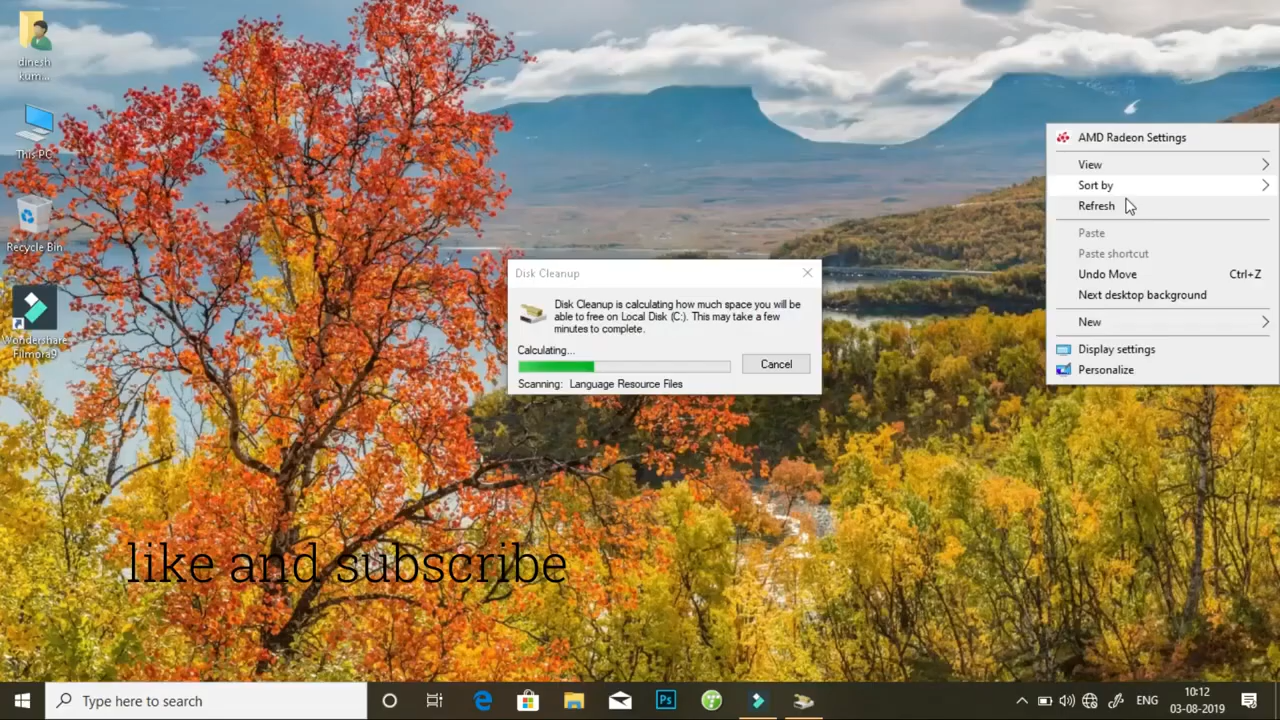 dinesh
kum...
This PC
Recycle Bin
Wondershare
Filmora9
AMD Radeon Settings
View
Sort by
Refresh
Paste
Paste shortcut
Undo Move Ctrl+Z
Next desktop background
New
Display settings
Personalize
Disk Cleanup
Disk Cleanup is calculating how much space you will be
able to free on Local Disk (C:). This may take a few
minutes to complete.
Calculating...
Cancel
Scanning: Language Resource Files
like and subscribe
Type here to search
Ps
ENG
10:12
03-08-2019